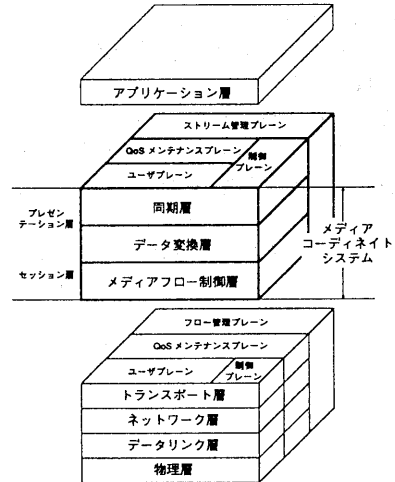 アプリケーション層
ストリーム管理プレーン
QoS メンテナンスプレーン
制御
プレーン
ユーザプレーン
プレゼン
テーション層
同期層
データ変換層
セッション層
メディアフロー制御層
メディア
コーディネイト
システム
フロー管理プレーン
QoSメンテナンスプレーン
ユーザプレーン
制御
プレーン
トランスポート層
ネットワーク層
データリンク層
物理層